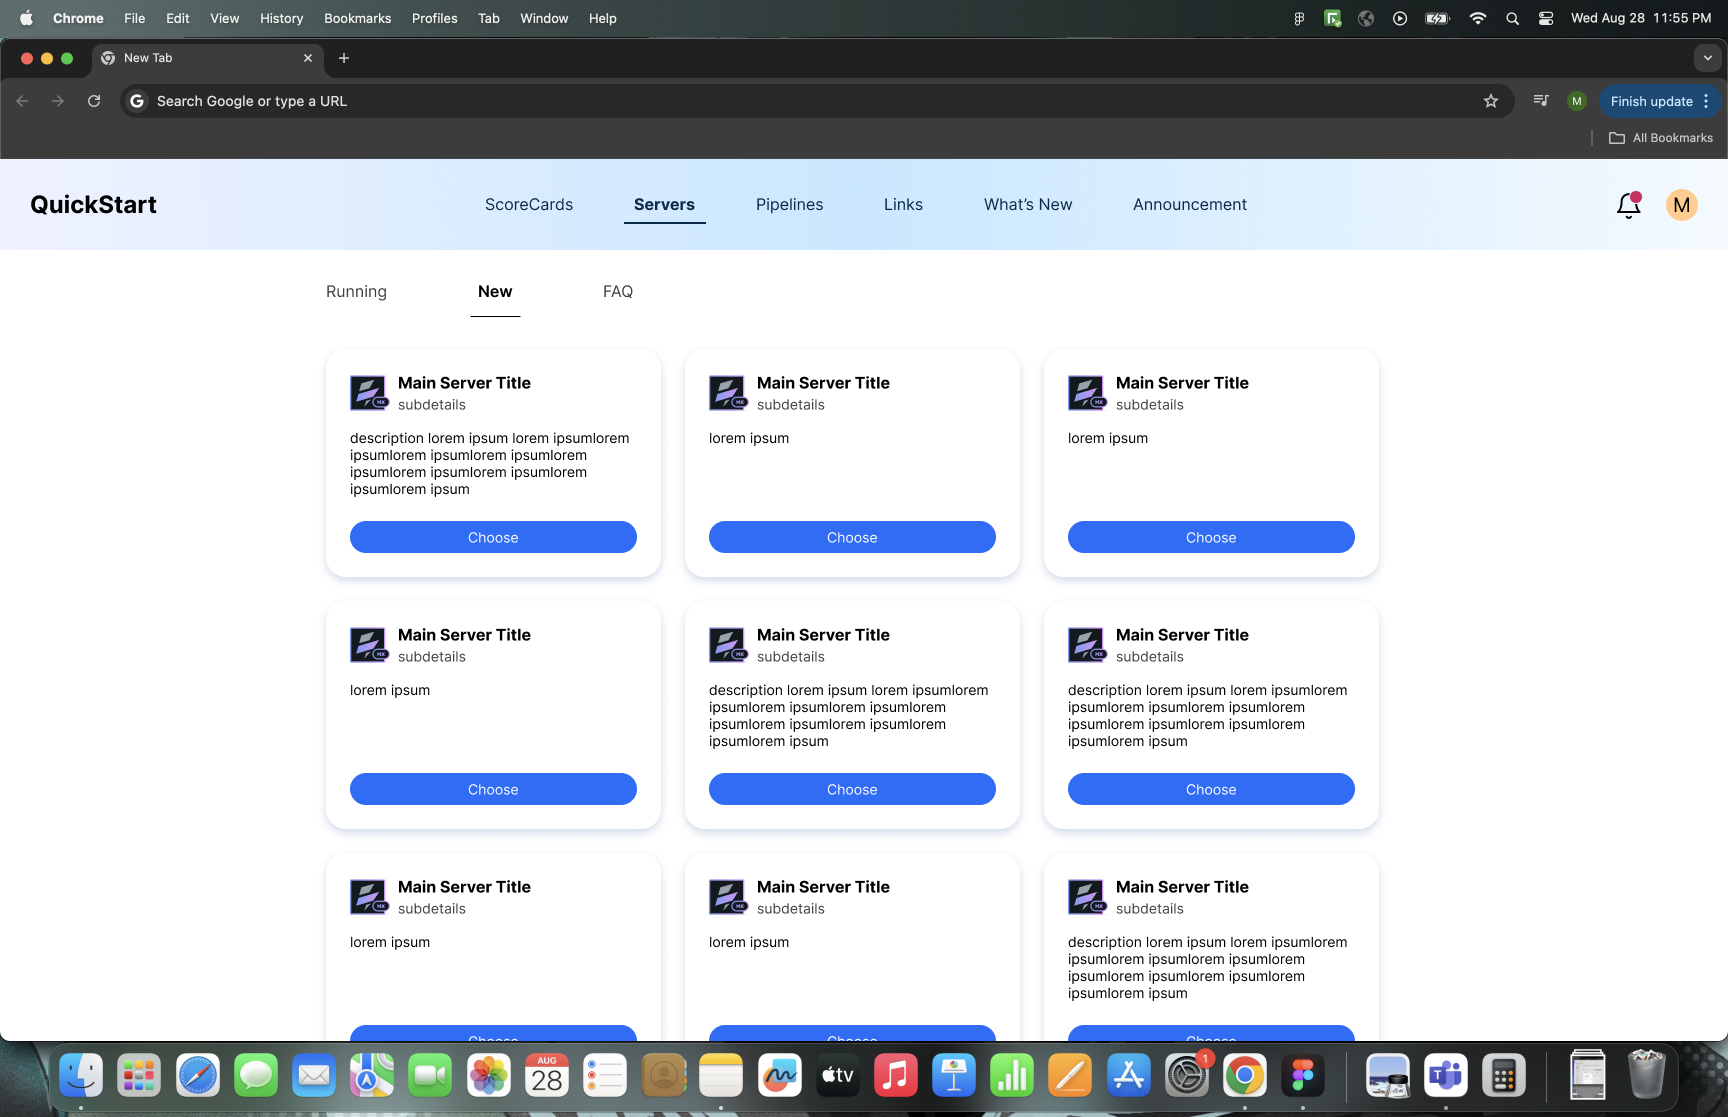 Chrome File Edit View History Bookmarks Profiles Tab Window Help Wed Aug 28 11:55 PM
New Tab
Search Google or type a URL M Finish update
All Bookmarks
QuickStart ScoreCards Servers Pipelines Links What's New Announcement M
Running New FAQ
Main Server Title Main Server Title Main Server Title
subdetails subdetails subdetails
description lorem ipsum lorem ipsumlorem lorem ipsum lorem ipsum
ipsumlorem ipsumlorem ipsumlorem
ipsumlorem ipsumlorem ipsumlorem
ipsumlorem ipsum
Choose Choose Choose
Main Server Title Main Server Title Main Server Title
subdetails subdetails subdetails
lorem ipsum description lorem ipsum lorem ipsumlorem description lorem ipsum lorem ipsumlorem
ipsumlorem ipsumlorem ipsumlorem ipsumlorem ipsumlorem ipsumlorem
ipsumlorem ipsumlorem ipsumlorem ipsumlorem ipsumlorem ipsumlorem
ipsumlorem ipsum ipsumlorem ipsum
Choose Choose Choose
Main Server Title Main Server Title Main Server Title
subdetails subdetails subdetails
lorem ipsum lorem ipsum description lorem ipsum lorem ipsumlorem
ipsumlorem ipsumlorem ipsumlorem
ipsumlorem ipsumlorem ipsumlorem
ipsumlorem ipsum
Choose Choose Choose
AUG 1
28 tv